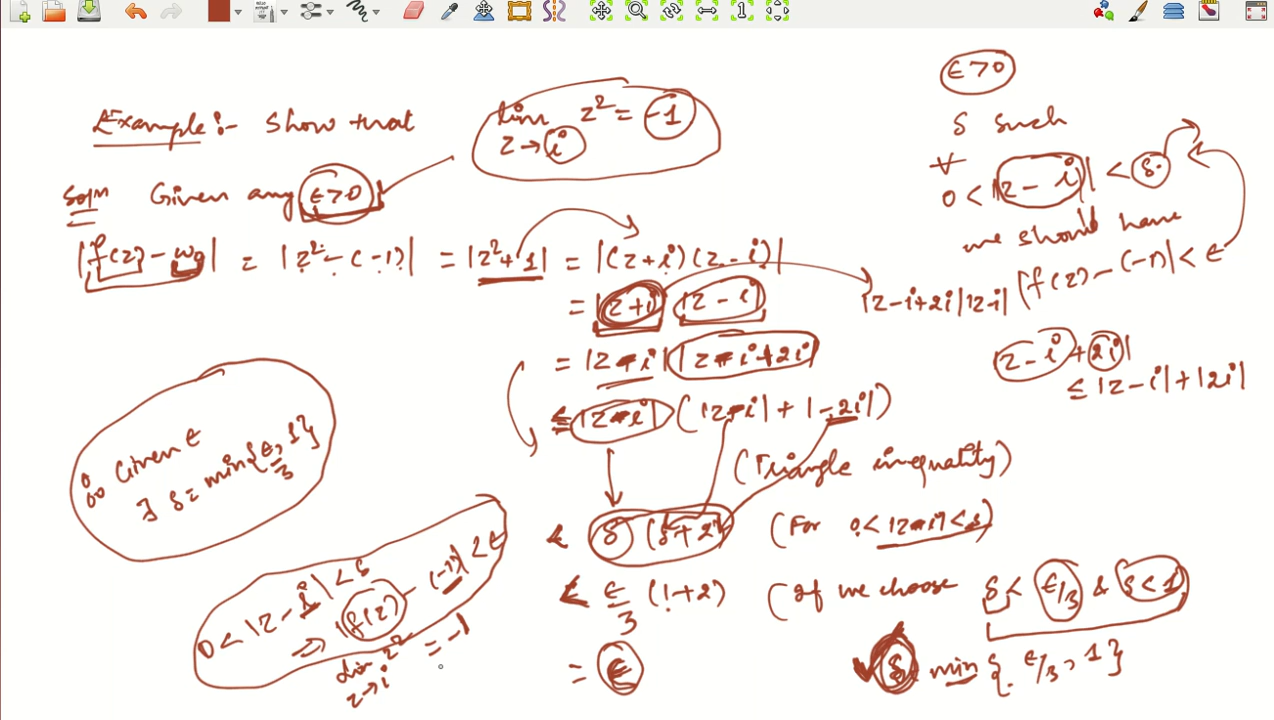 Example :- Show that lim z² = -1
z→i
Soln Given any ε>0
|f(z) - w₀| = |z² - (-1)| = |z²+1| = |(z+i)(z-i)|
= |z+i| |z-i|
= |z-i| |z-i+2i|
≤ |z-i| (|z-i| + |-2i|)
(Triangle inequality)
< δ (δ+2) (For 0<|z-i|<δ)
< ε/3 (1+2) (If we choose δ < ε/3 & δ<1)
= ε
δ min {ε/3, 1}
ε>0
δ such
∀
0 < |z - i| < δ.
we should have
|f(z) - (-1)| < ε
|z-i+2i||z-i|
z-i+2i|
≤ |z-i|+|2i|
∴ Given ε
∃ δ = min{ε/3, 1}
0 < |z - i| < δ
⇒ |f(z) - (-1)| < ε
lim z² = -1
z→i